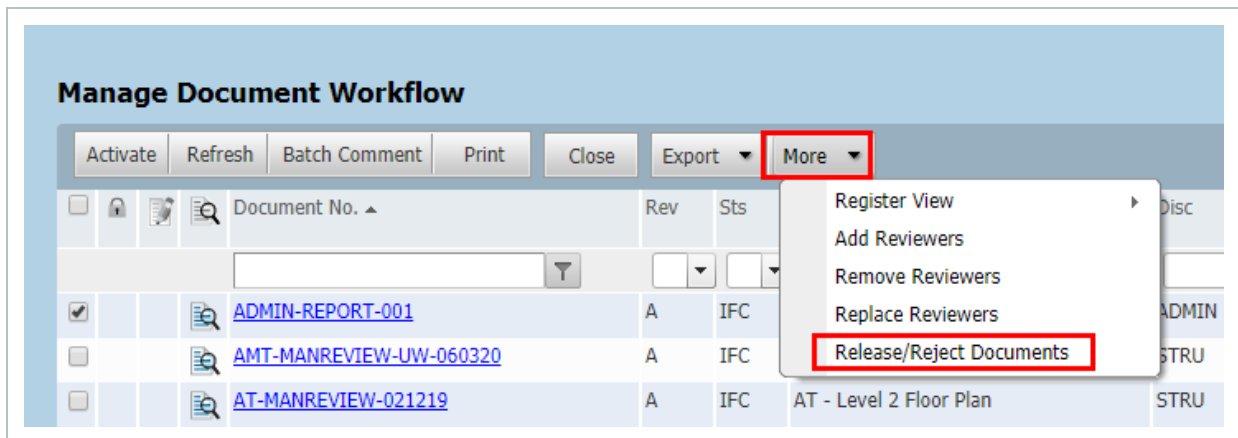 Manage Document Workflow
Activate Refresh Batch Comment Print Close Export More
Document No. Rev Sts Disc
Register View
Add Reviewers
Remove Reviewers
Replace Reviewers
Release/Reject Documents
ADMIN-REPORT-001 A IFC ADMIN
AMT-MANREVIEW-UW-060320 A IFC STRU
AT-MANREVIEW-021219 A IFC AT - Level 2 Floor Plan STRU